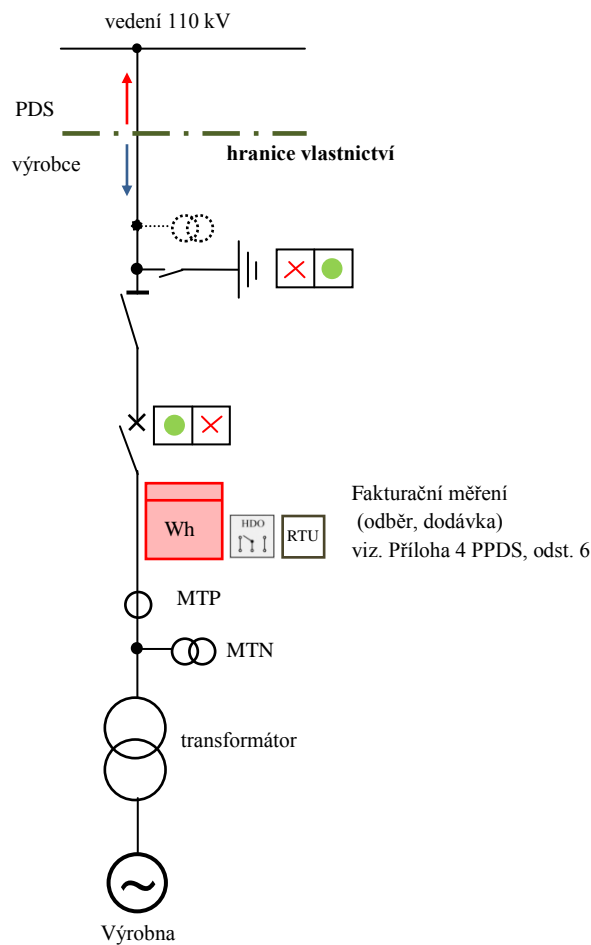 vedení 110 kV
PDS
hranice vlastnictví
výrobce
Wh
HDO
RTU
Fakturační měření
(odběr, dodávka)
viz. Příloha 4 PPDS, odst. 6
MTP
MTN
transformátor
Výrobna